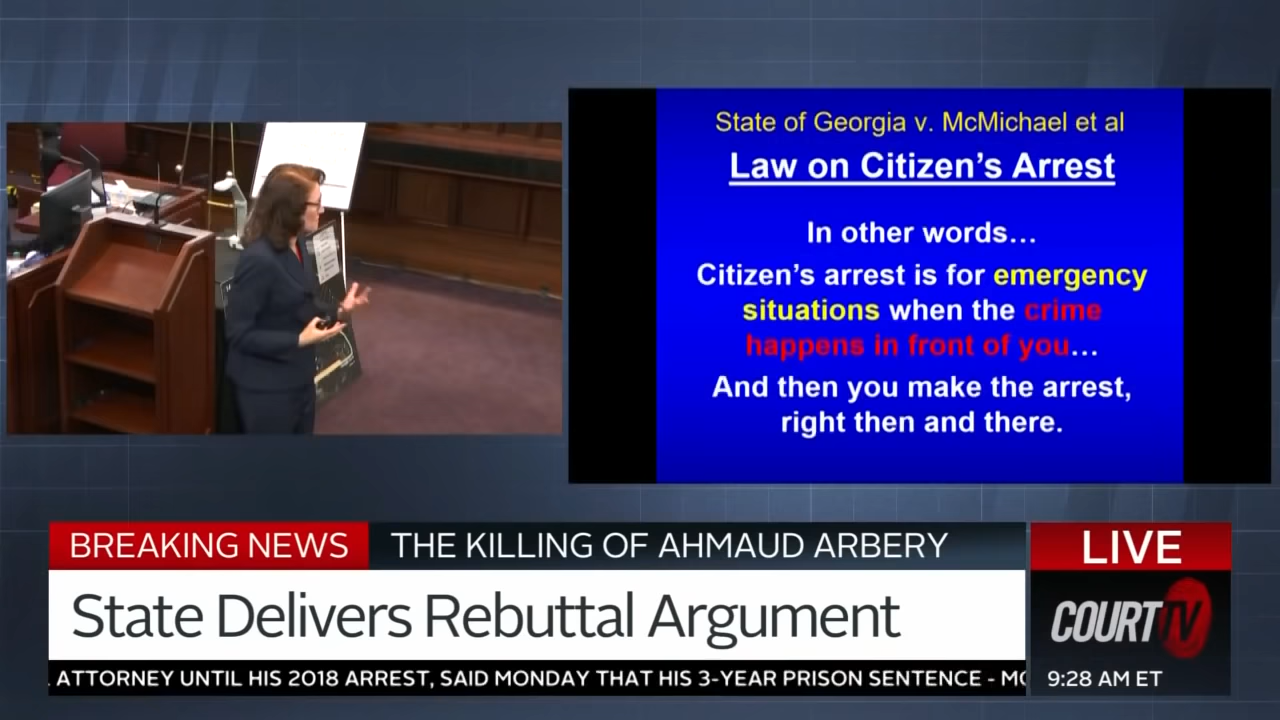 State of Georgia v. McMichael et al
Law on Citizen's Arrest
In other words...
Citizen's arrest is for emergency
situations when the crime
happens in front of you...
And then you make the arrest,
right then and there.
BREAKING NEWS
THE KILLING OF AHMAUD ARBERY
State Delivers Rebuttal Argument
ATTORNEY UNTIL HIS 2018 ARREST, SAID MONDAY THAT HIS 3-YEAR PRISON SENTENCE -
LIVE
COURT TV
9:28 AM ET